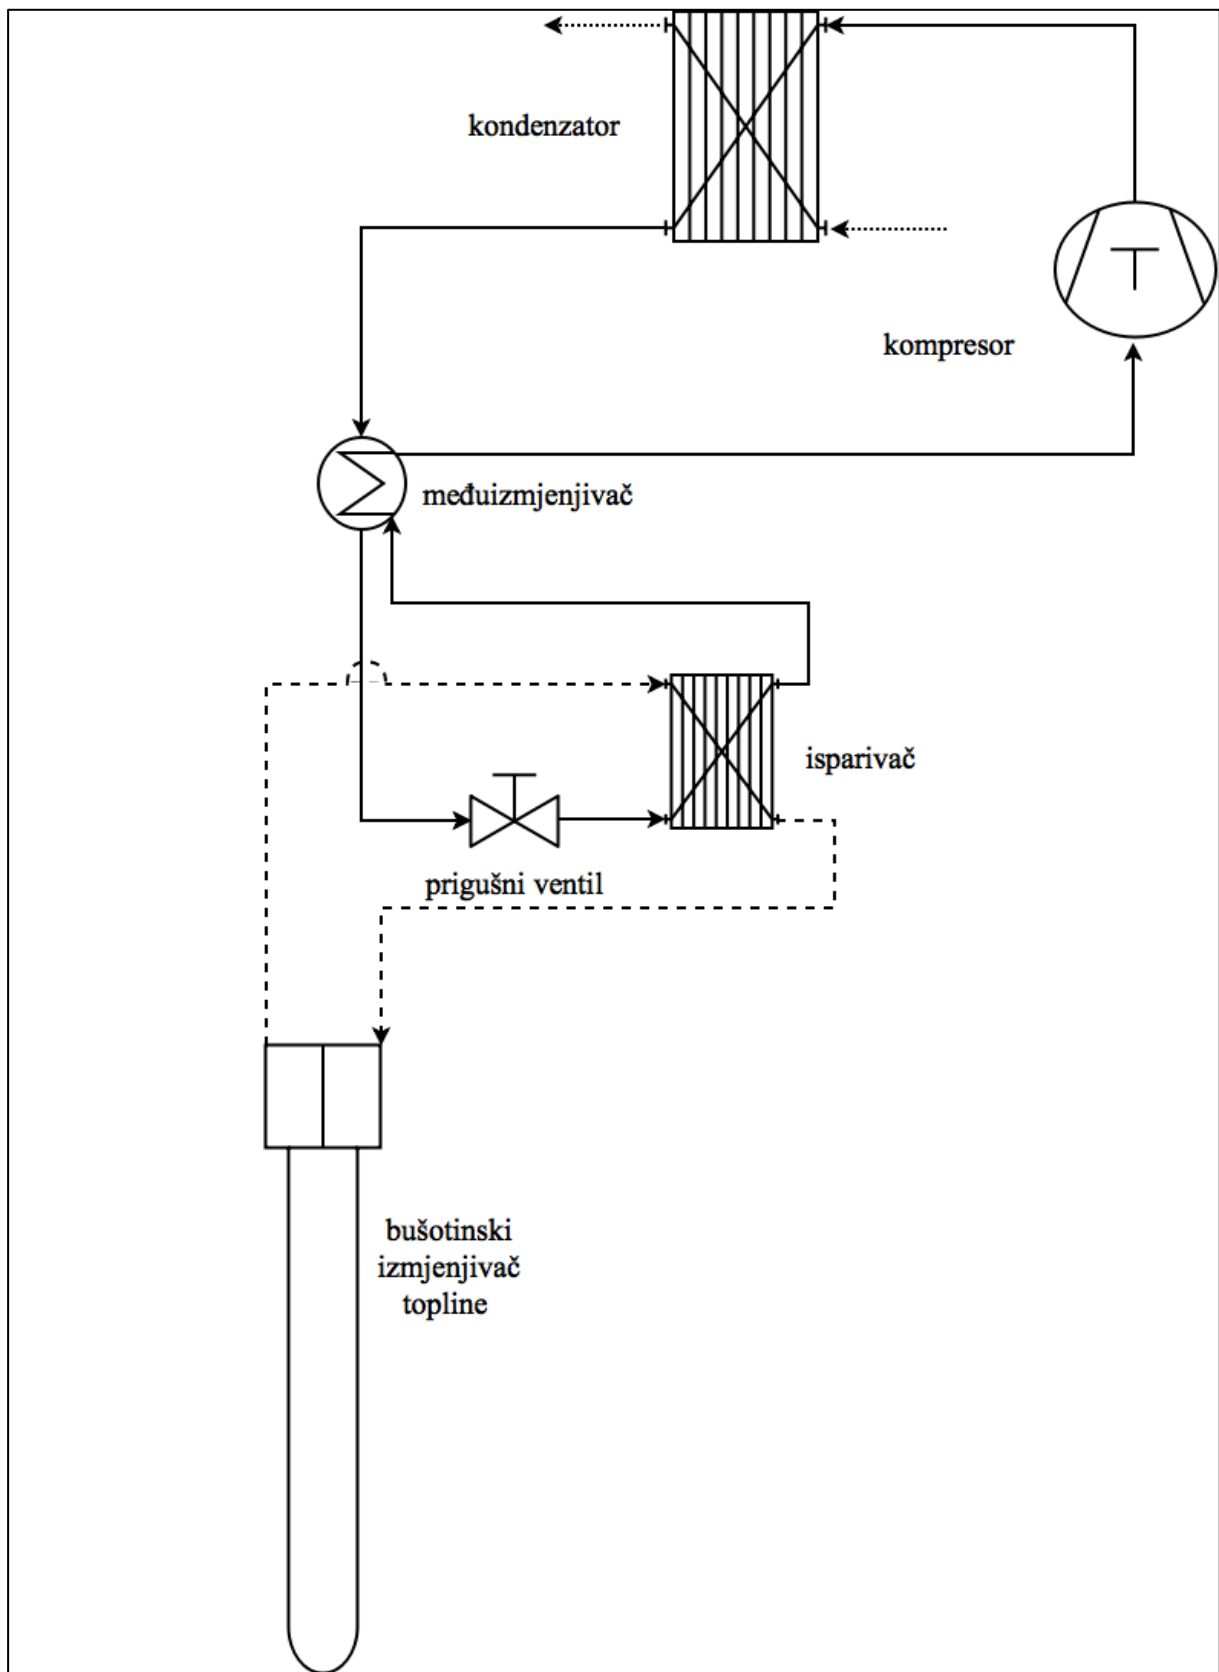 kondenzator
kompresor
međuizmjenjivač
isparivač
prigušni ventil
bušotinski
izmjenjivač
topline